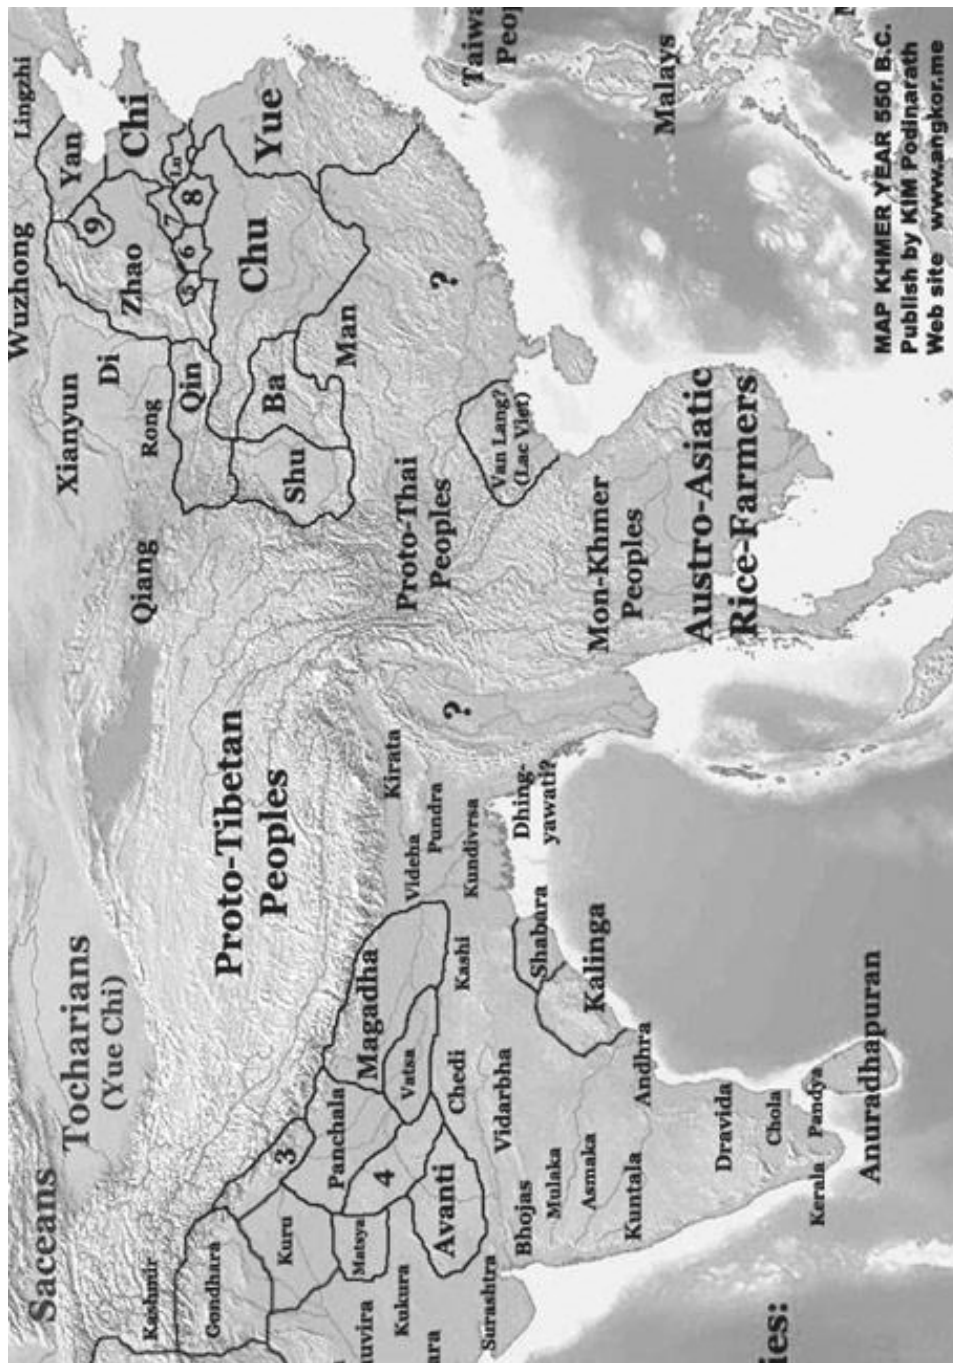 Saceans
Tocharians
(Yue Chi)
Xianyun
Wuzhong
Lingzhi
Di
Yan
9
Chi
Zhao
Kashmir
Gondhara
Qiang
Rong
Qin
5
6
7
8
Lu
Proto-Tibetan
Peoples
Shu
Ba
Chu
Yue
Kuru
3
Man
Matsya
Panchala
Magadha
4
Vatsa
Kirata
Proto-Thai
Peoples
?
auvira
Kukura
ara
Avanti
Chedi
Kashi
Videha
Pundra
Kundivrsa
?
Van Lang?
(Lac Viet)
Taiwa
Peop
Surashtra
Bhojas
Vidarbha
Shabara
Dhing-
yawati?
Mulaka
Asmaka
Kuntala
Andhra
Kalinga
Mon-Khmer
Peoples
Malays
Dravida
Chola
Kerala
Pandya
Anuradhapuran
Austro-Asiatic
Rice-Farmers
ies:
MAP KHMER YEAR 550 B.C.
Publish by KIM Podinarath
Web site www.angkor.me